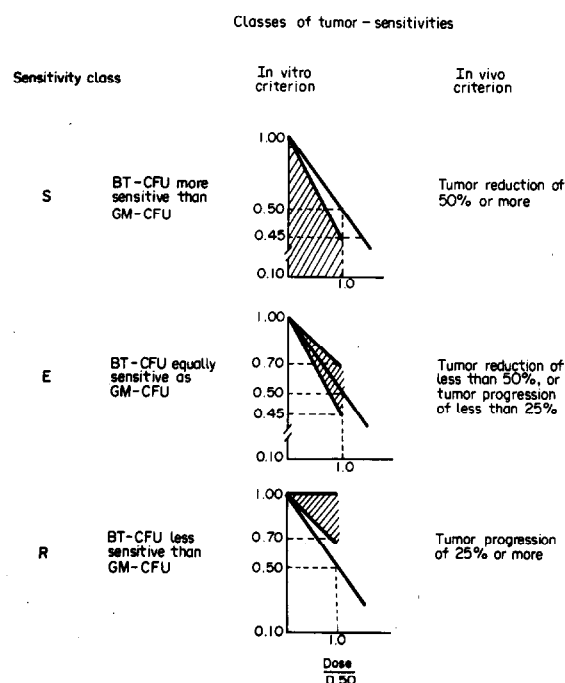 Classes of tumor – sensitivities
Sensitivity class
In vitro
criterion
In vivo
criterion
S
BT–CFU more
sensitive than
GM–CFU
1.00
0.50
0.45
0.10
1.0
Tumor reduction of
50% or more
E
BT–CFU equally
sensitive as
GM–CFU
1.00
0.70
0.50
0.45
0.10
1.0
Tumor reduction of
less than 50%, or
tumor progression
of less than 25%
R
BT–CFU less
sensitive than
GM–CFU
1.00
0.70
0.50
0.10
1.0
Tumor progression
of 25% or more
Dose